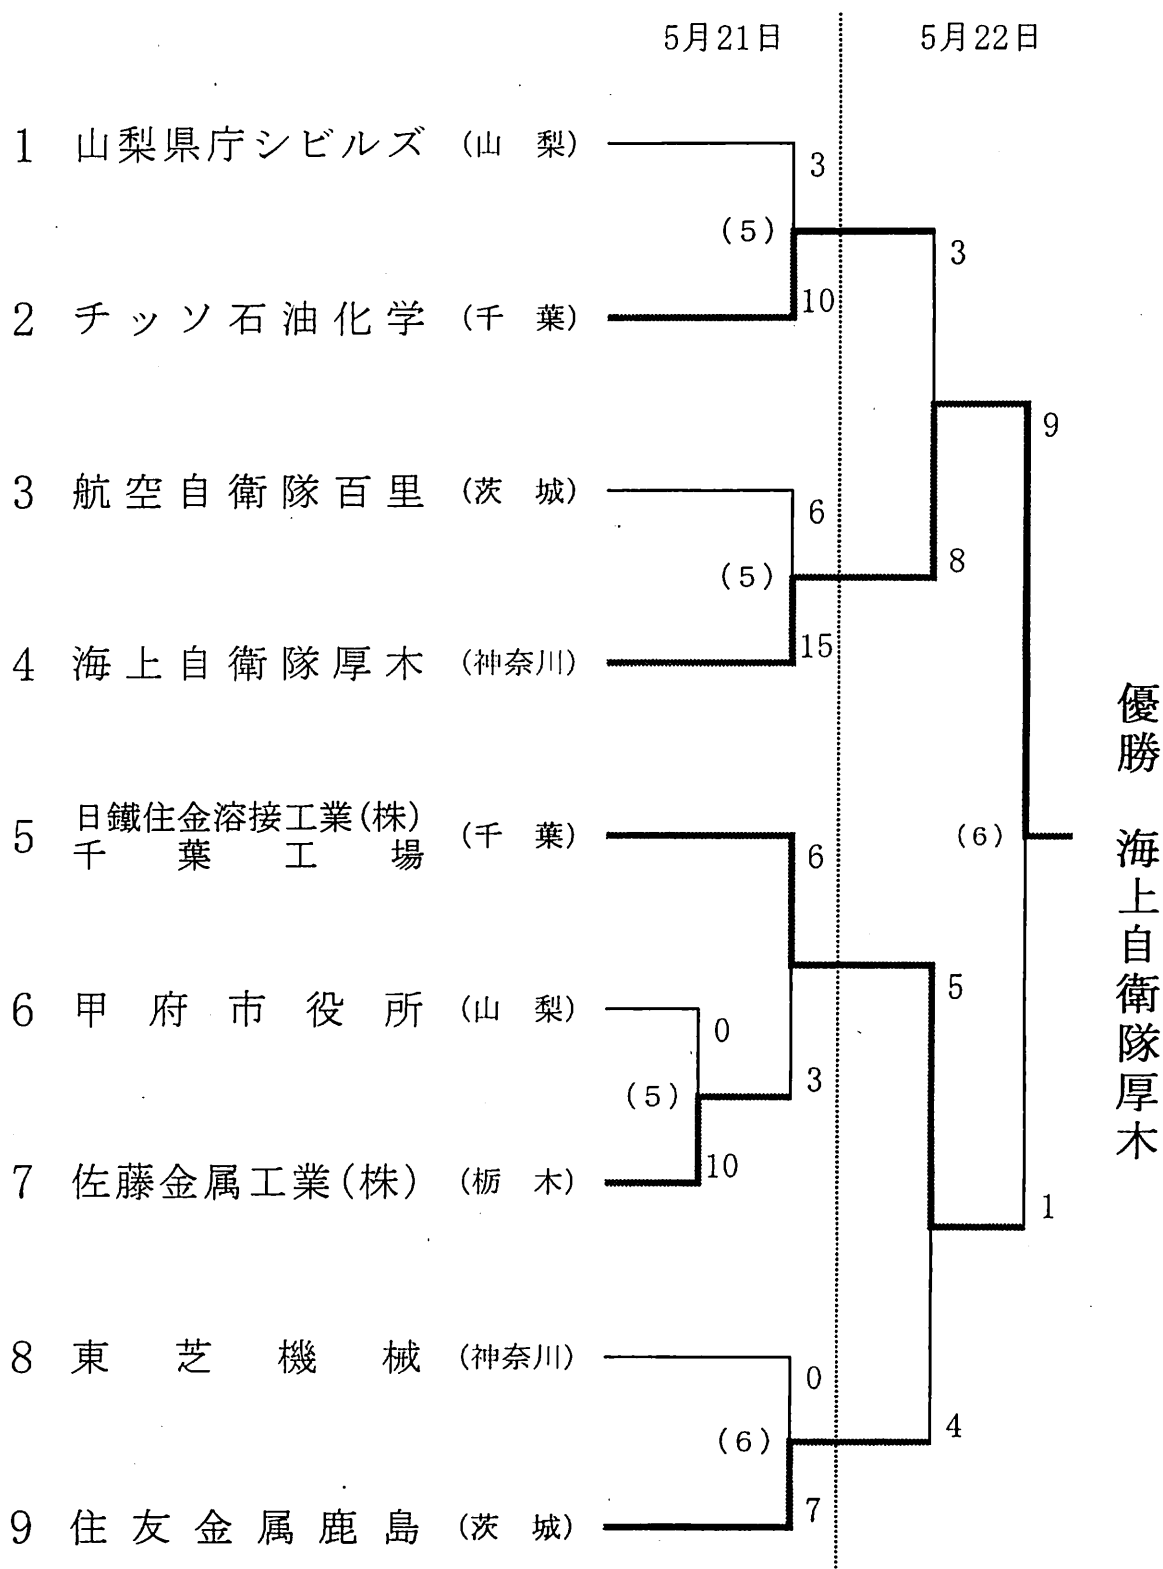 5月21日 5月22日
1 山梨県庁シビルズ (山 梨)
3
(5)
3
10
2 チッソ石油化学 (千 葉)
9
3 航空自衛隊百里 (茨 城)
6
8
(5)
15
4 海上自衛隊厚木 (神奈川)
5 日鐵住金溶接工業(株)
千葉工場 (千 葉)
6
(6)
優勝 海上自衛隊厚木
5
6 甲府市役所 (山 梨)
0
3
(5)
10
7 佐藤金属工業(株) (栃 木)
1
8 東芝機械 (神奈川)
0
4
(6)
7
9 住友金属鹿島 (茨 城)